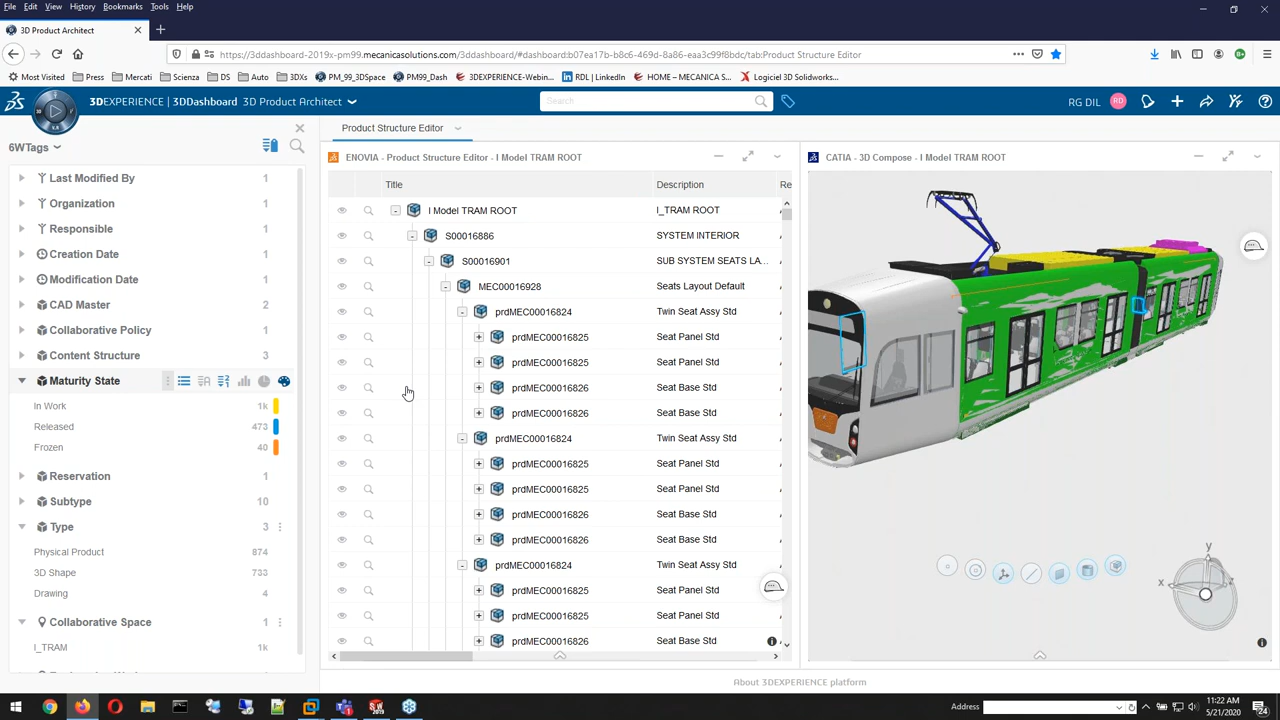 File Edit View History Bookmarks Tools Help
3D Product Architect
https://3ddashboard-2019x-pm99.mecanicasolutions.com/3ddashboard/#dashboard:b07ea17b-b8c6-469d-8a86-eaa3c99f8bdc/tab:Product Structure Editor
Most Visited Press Mercati Scienza DS Auto 3DXs PM_99_3DSpace PM99_Dash 3DEXPERIENCE-Webin... RDL | LinkedIn HOME – MECANICA S... Logiciel 3D Solidworks...
3DEXPERIENCE | 3DDashboard 3D Product Architect
Search
RG DIL RD
6WTags
Product Structure Editor
ENOVIA - Product Structure Editor - I Model TRAM ROOT
CATIA - 3D Compose - I Model TRAM ROOT
Last Modified By 1
Organization 1
Responsible 1
Creation Date 1
Modification Date 1
CAD Master 2
Collaborative Policy 1
Content Structure 3
Maturity State
In Work 1k
Released 473
Frozen 40
Reservation 1
Subtype 10
Type 3
Physical Product 874
3D Shape 733
Drawing 4
Collaborative Space 1
I_TRAM 1k
Title Description Re
I Model TRAM ROOT I_TRAM ROOT
S00016886 SYSTEM INTERIOR
S00016901 SUB SYSTEM SEATS LA...
MEC00016928 Seats Layout Default
prdMEC00016824 Twin Seat Assy Std
prdMEC00016825 Seat Panel Std
prdMEC00016825 Seat Panel Std
prdMEC00016826 Seat Base Std
prdMEC00016826 Seat Base Std
prdMEC00016824 Twin Seat Assy Std
prdMEC00016825 Seat Panel Std
prdMEC00016825 Seat Panel Std
prdMEC00016826 Seat Base Std
prdMEC00016826 Seat Base Std
prdMEC00016824 Twin Seat Assy Std
prdMEC00016825 Seat Panel Std
prdMEC00016825 Seat Panel Std
prdMEC00016826 Seat Base Std
y
x
About 3DEXPERIENCE platform
Address
11:22 AM
5/21/2020
24